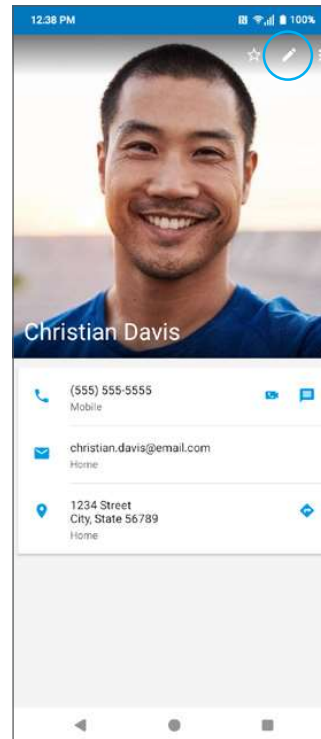 12.38 PM
100%
Christian Davis
(555) 555-5555
Mobile
christian.davis@email.com
Home
1234 Street
City, State 56789
Home